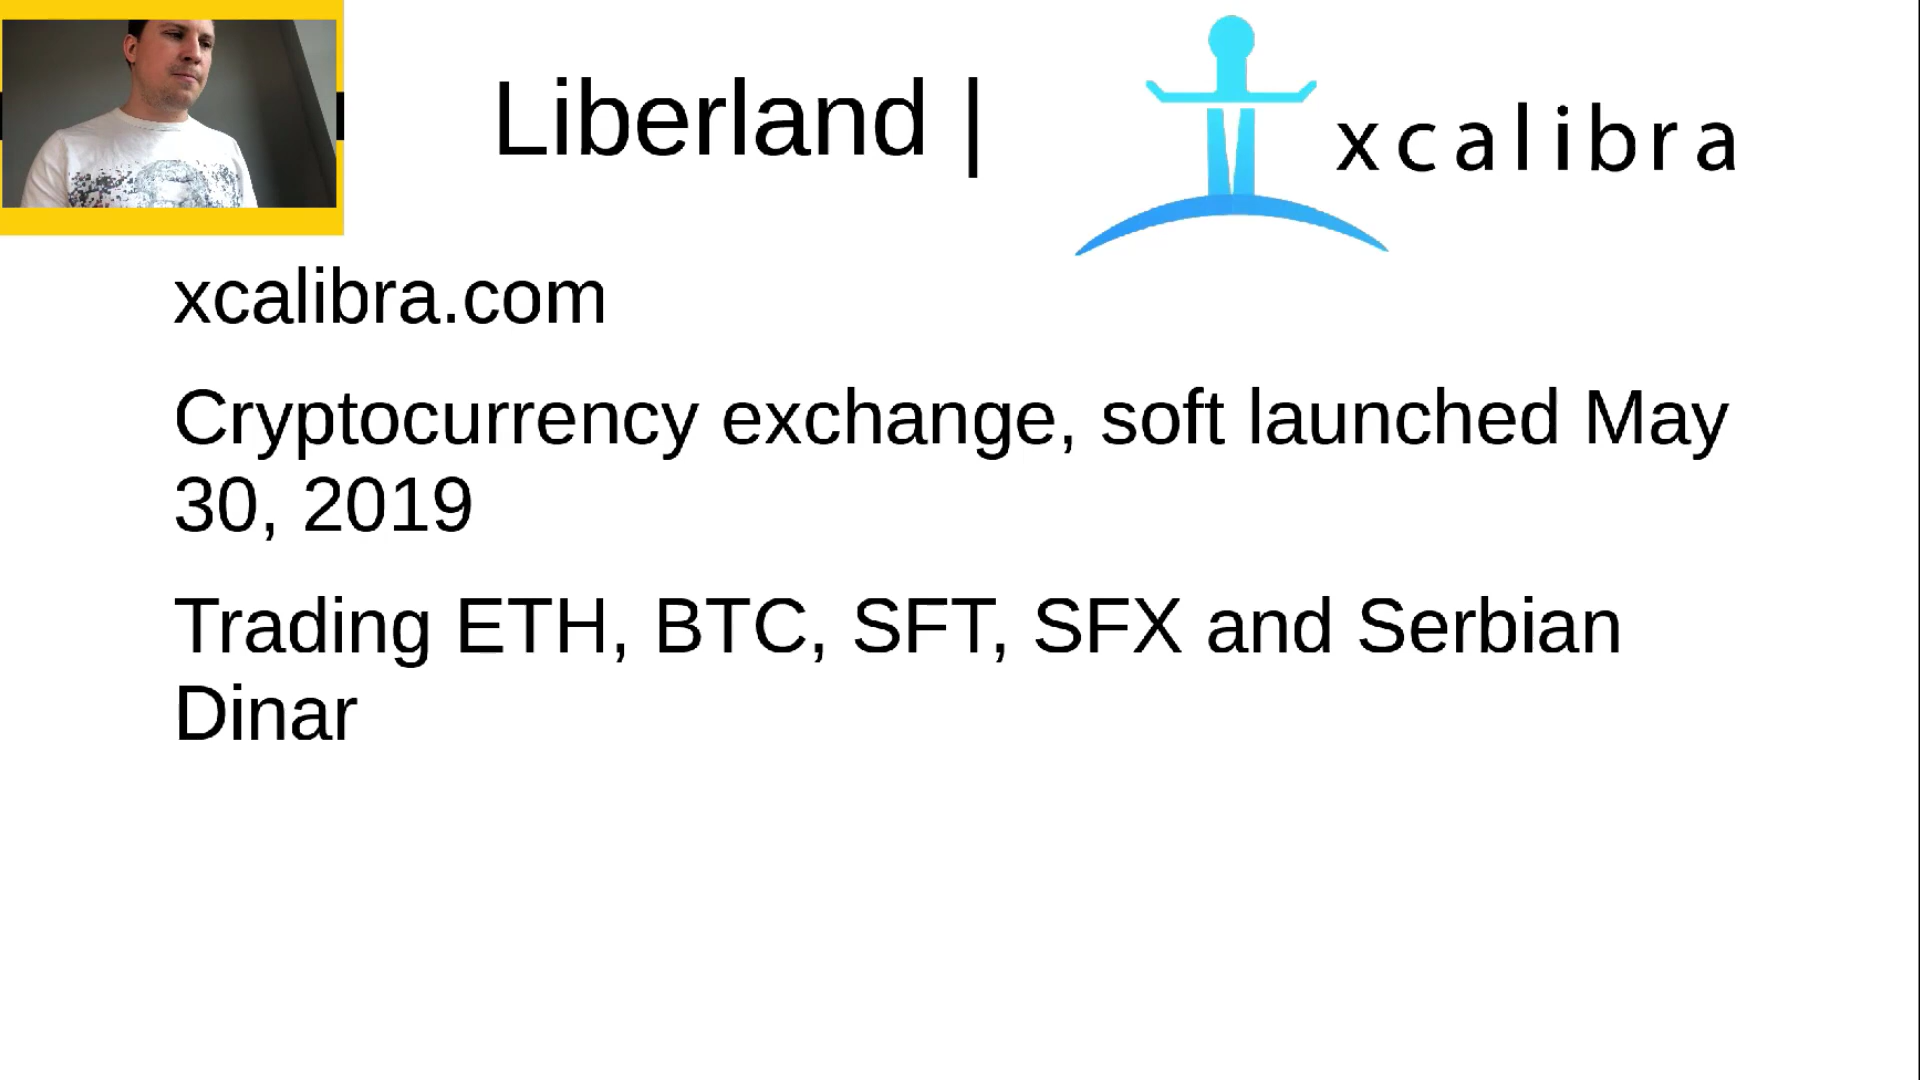 Liberland |
xcalibra
xcalibra.com
Cryptocurrency exchange, soft launched May
30, 2019
Trading ETH, BTC, SFT, SFX and Serbian
Dinar